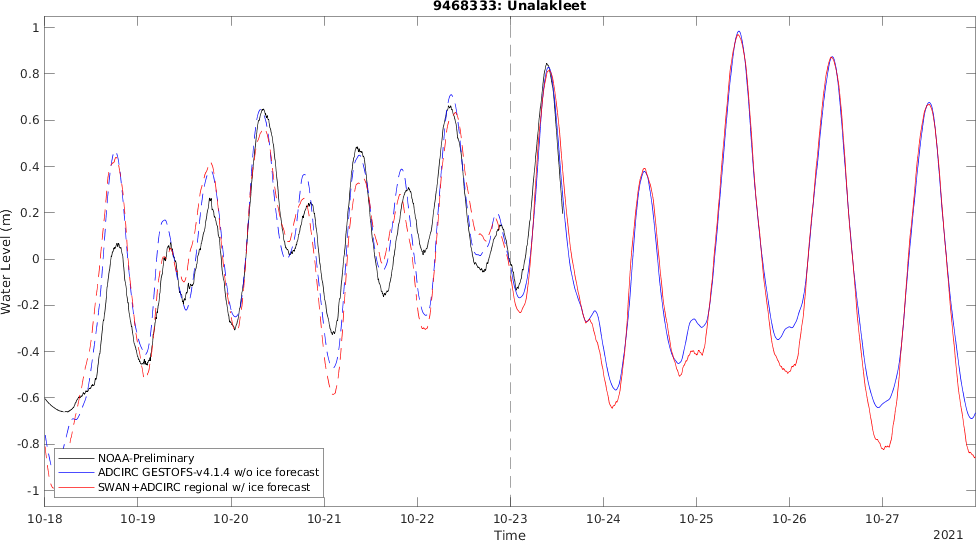 9468333: Unalakleet
1
0.8
0.6
0.4
0.2
0
-0.2
-0.4
-0.6
-0.8
-1
Water Level (m)
NOAA-Preliminary
ADCIRC GESTOFS-v4.1.4 w/o ice forecast
SWAN+ADCIRC regional w/ ice forecast
10-18 10-19 10-20 10-21 10-22 10-23 10-24 10-25 10-26 10-27
Time
2021